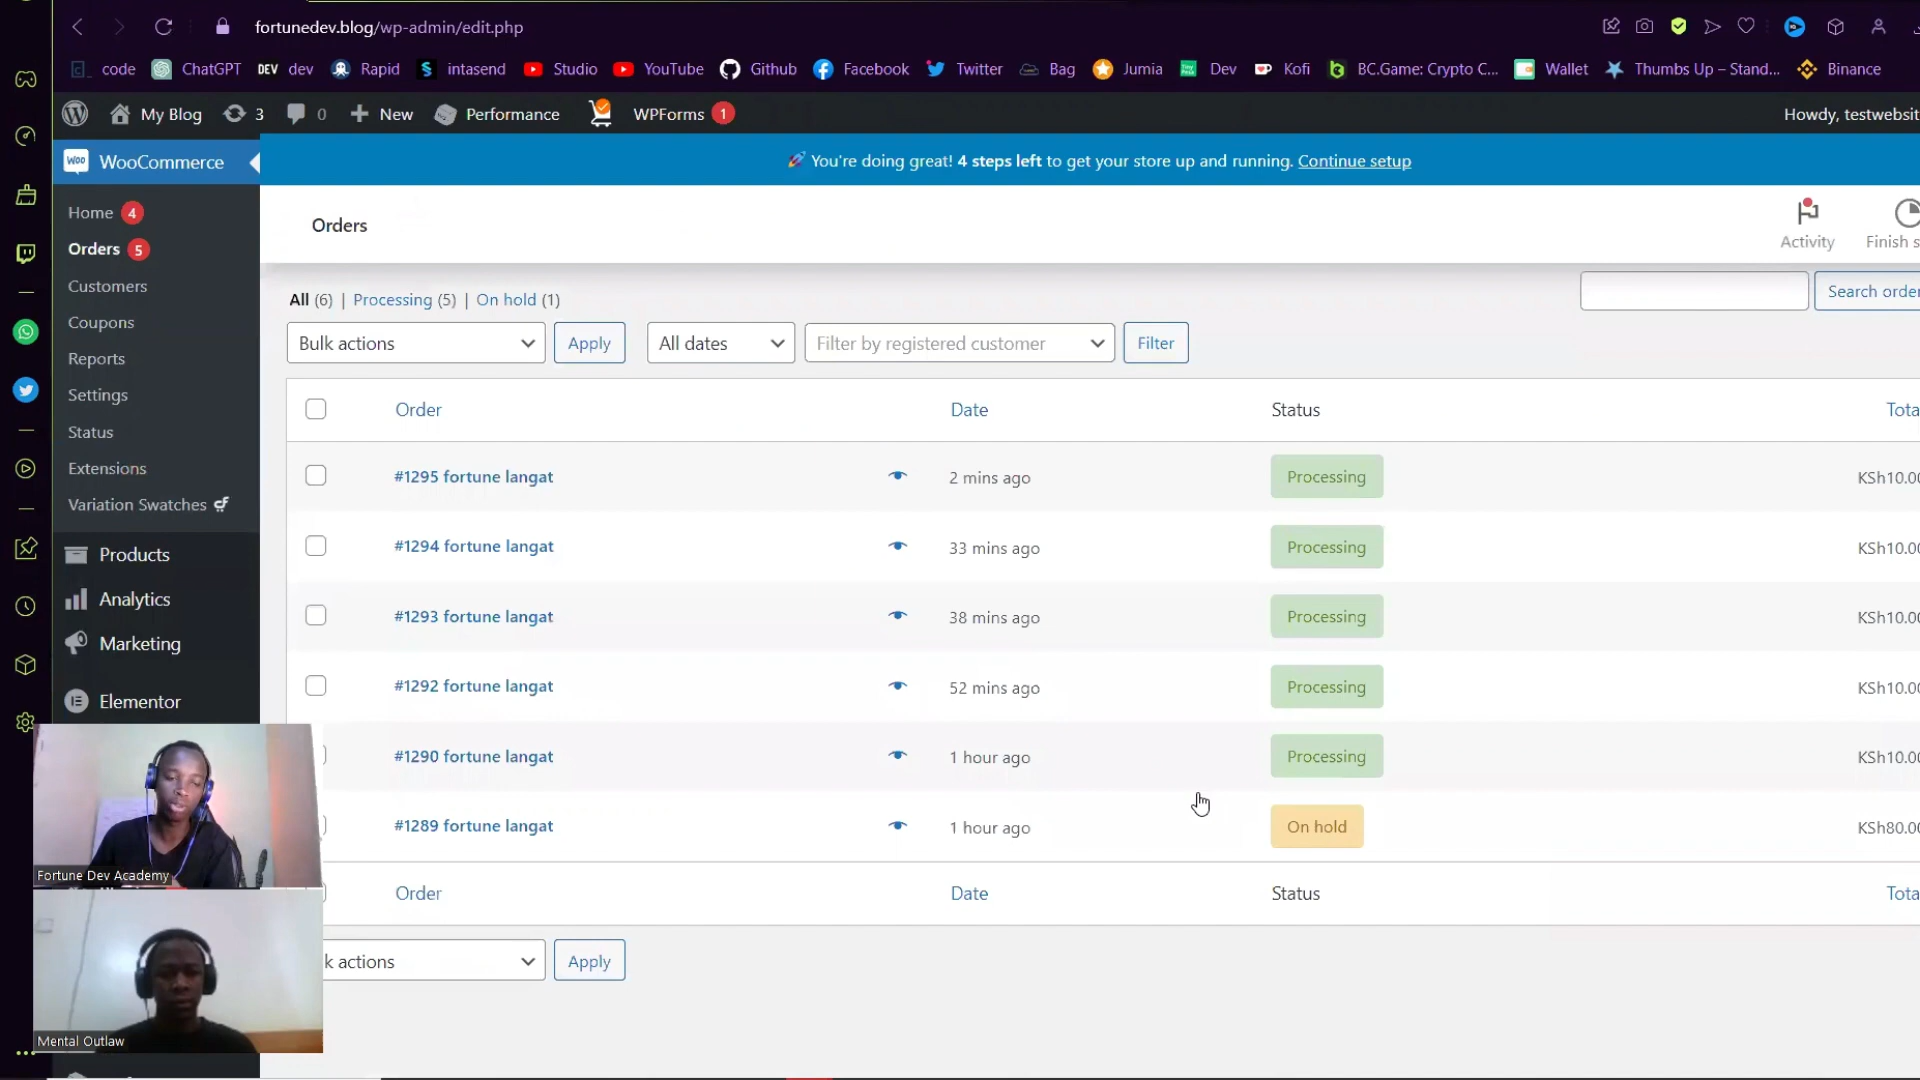 fortunedev.blog/wp-admin/edit.php
code ChatGPT DEV dev Rapid intasend Studio YouTube Github Facebook Twitter Bag Jumia Dev Kofi BC.Game: Crypto C... Wallet Thumbs Up – Stand... Binance
My Blog 3 0 New Performance WPForms 1 Howdy, testwebsit
WOO WooCommerce
You're doing great! 4 steps left to get your store up and running. Continue setup
Home 4
Orders 5
Customers
Coupons
Reports
Settings
Status
Extensions
Variation Swatches
Products
Analytics
Marketing
Elementor
Orders
Activity Finish s
All (6) | Processing (5) | On hold (1)
Search order
Bulk actions Apply All dates Filter by registered customer Filter
Order Date Status Tota
#1295 fortune langat 2 mins ago Processing KSh10.00
#1294 fortune langat 33 mins ago Processing KSh10.00
#1293 fortune langat 38 mins ago Processing KSh10.00
#1292 fortune langat 52 mins ago Processing KSh10.00
#1290 fortune langat 1 hour ago Processing KSh10.00
#1289 fortune langat 1 hour ago On hold KSh80.00
Order Date Status Tota
k actions Apply
Fortune Dev Academy
Mental Outlaw